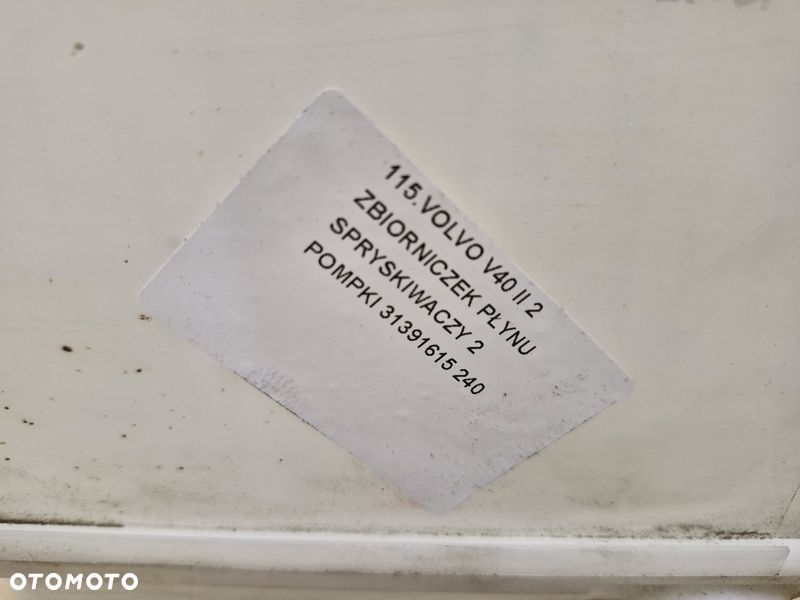 115.VOLVO V40 II 2
ZBIORNICZEK PŁYNU
SPRYSKIWACZY 2
POMPKI 31391615 240
OTOMOTO